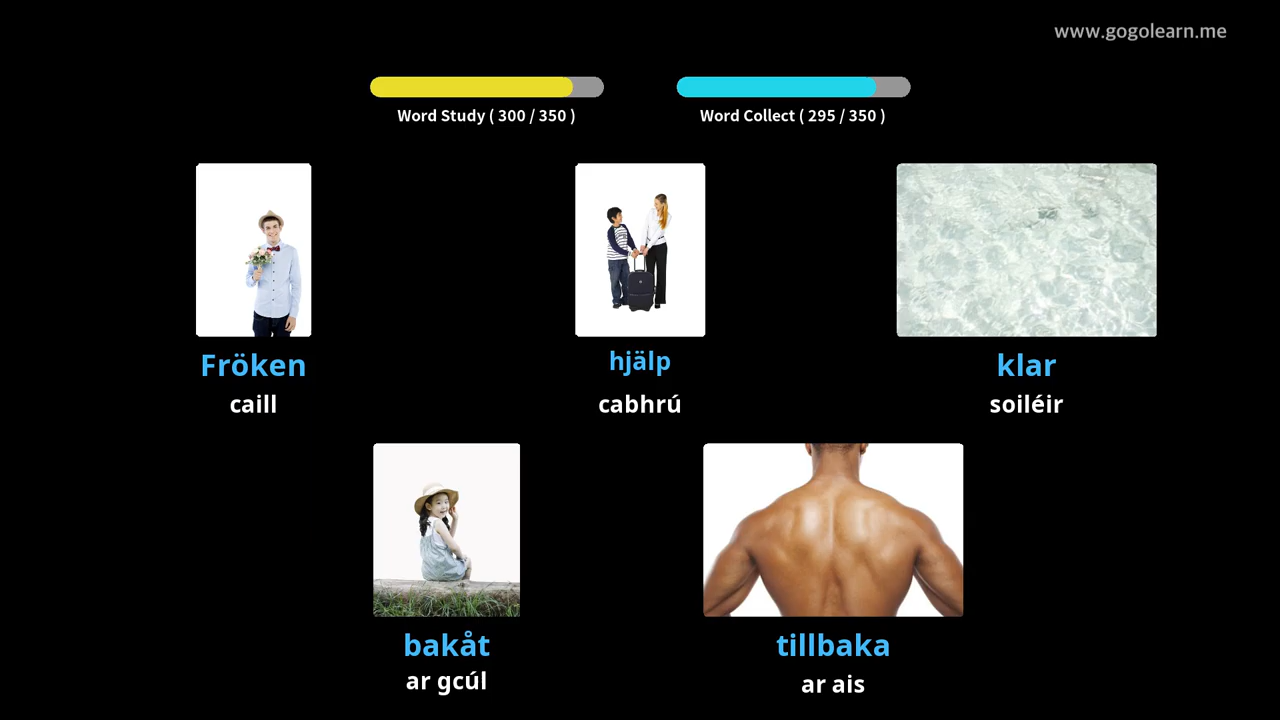 www.gogolearn.me
Word Study ( 300 / 350 )
Word Collect ( 295 / 350 )
Fröken
hjälp
klar
caill
cabhrú
soiléir
bakåt
tillbaka
ar gcúl
ar ais